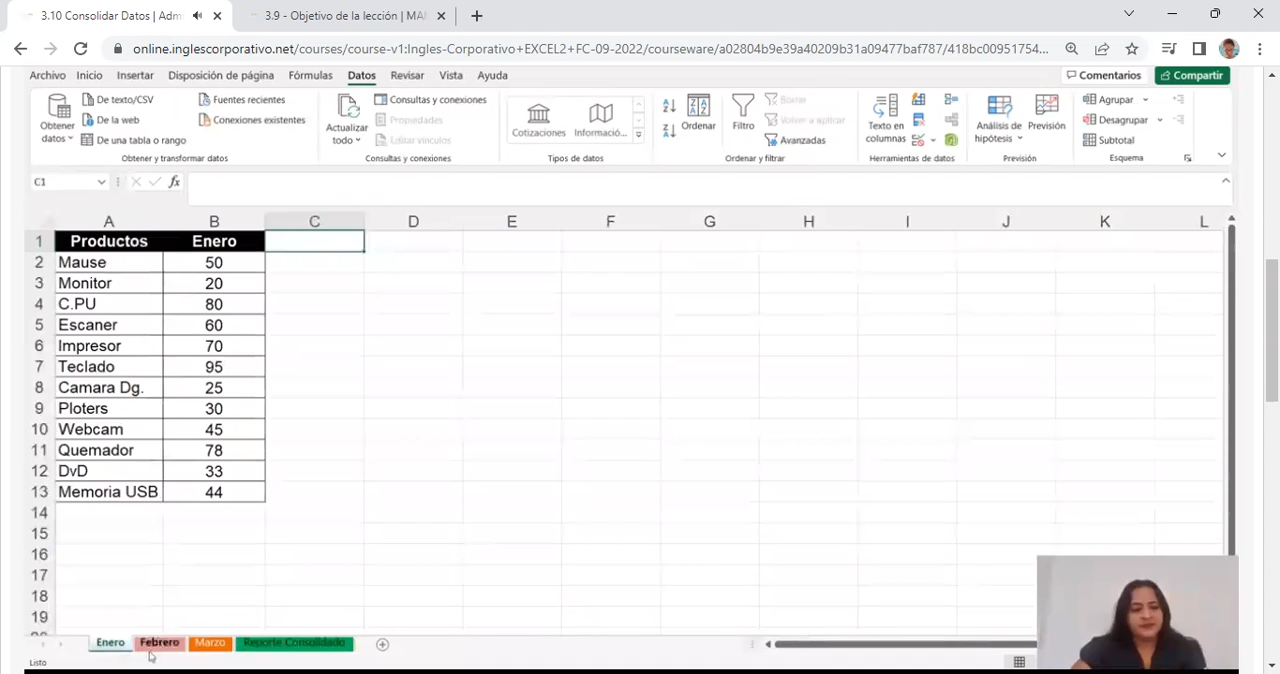 3.10 Consolidar Datos | Adm
3.9 - Objetivo de la lección | MAN
online.inglescorporativo.net/courses/course-v1:Ingles-Corporativo+EXCEL2+FC-09-2022/courseware/a02804b9e39a40209b31a09477baf787/418bc00951754...
Archivo Inicio Insertar Disposición de página Fórmulas Datos Revisar Vista Ayuda Comentarios Compartir
Obtener datos
De texto/CSV
De la web
De una tabla o rango
Fuentes recientes
Conexiones existentes
Obtener y transformar datos
Actualizar todo
Consultas y conexiones
Propiedades
Editar vínculos
Consultas y conexiones
Cotizaciones Informació...
Tipos de datos
Ordenar
Filtro
Borrar
Volver a aplicar
Avanzadas
Ordenar y filtrar
Texto en columnas
Herramientas de datos
Análisis de hipótesis
Previsión
Previsión
Agrupar
Desagrupar
Subtotal
Esquema
C1
fx
A B C D E F G H I J K L
1 Productos Enero
2 Mause 50
3 Monitor 20
4 C.PU 80
5 Escaner 60
6 Impresor 70
7 Teclado 95
8 Camara Dg. 25
9 Ploters 30
10 Webcam 45
11 Quemador 78
12 DvD 33
13 Memoria USB 44
14
15
16
17
18
19
Enero Febrero Marzo Reporte Consolidado
Listo